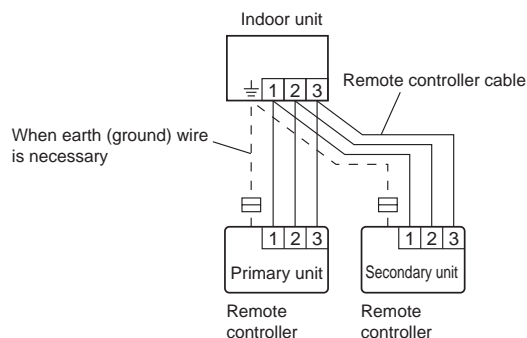 Indoor unit
1 2 3
Remote controller cable
When earth (ground) wire
is necessary
1 2 3
Primary unit
Remote
controller
1 2 3
Secondary unit
Remote
controller